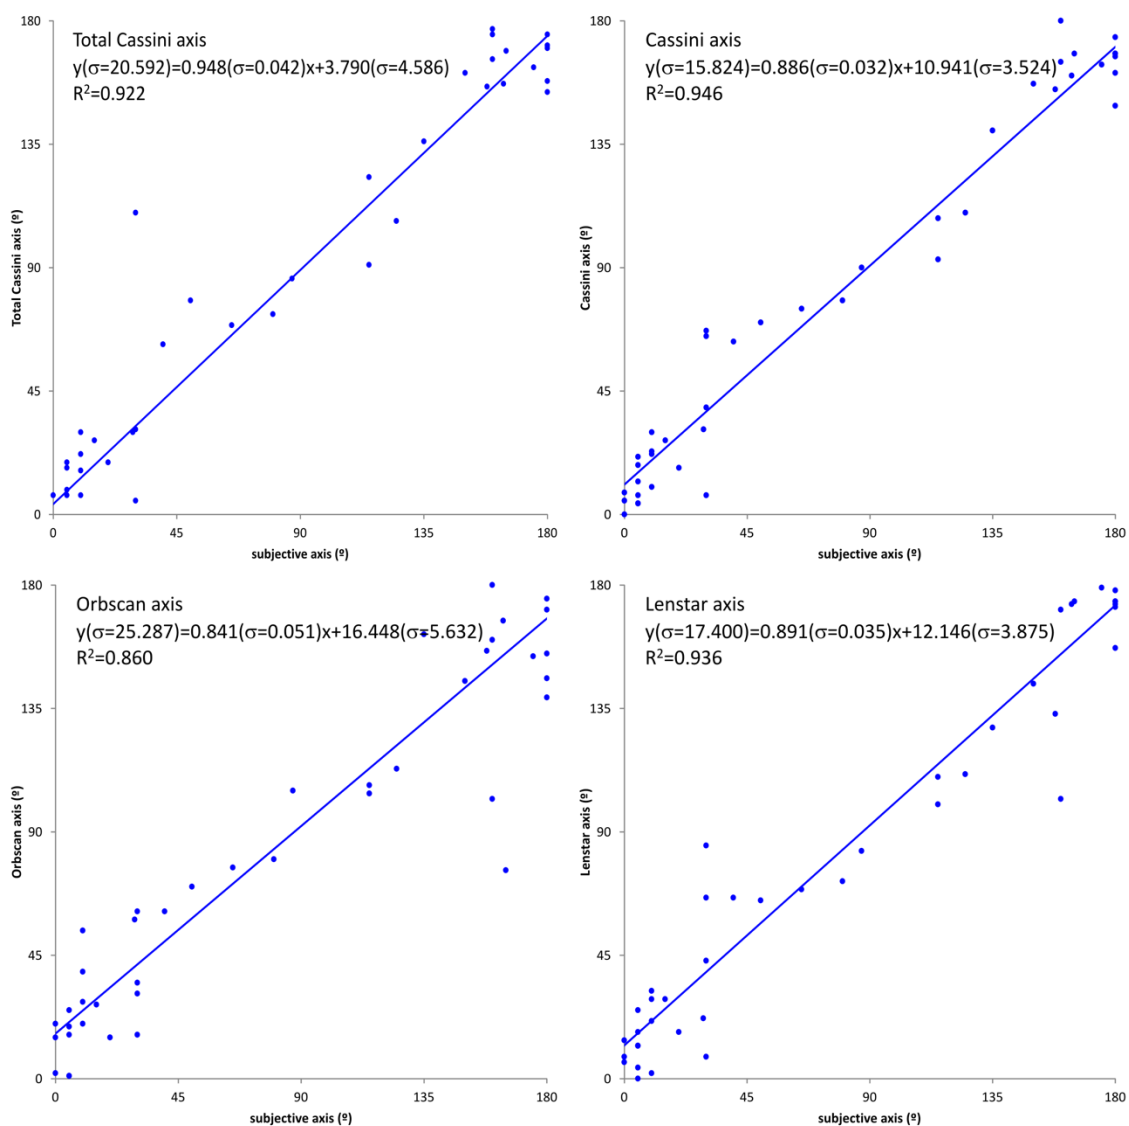 Total Cassini axis
y(σ=20.592)=0.948(σ=0.042)x+3.790(σ=4.586)
R²=0.922
180
135
90
45
0
Total Cassini axis (º)
0 45 90 135 180
subjective axis (º)
Cassini axis
y(σ=15.824)=0.886(σ=0.032)x+10.941(σ=3.524)
R²=0.946
180
135
90
45
0
Cassini axis (º)
0 45 90 135 180
subjective axis (º)
Orbscan axis
y(σ=25.287)=0.841(σ=0.051)x+16.448(σ=5.632)
R²=0.860
180
135
90
45
0
Orbscan axis (º)
0 45 90 135 180
subjective axis (º)
Lenstar axis
y(σ=17.400)=0.891(σ=0.035)x+12.146(σ=3.875)
R²=0.936
180
135
90
45
0
Lenstar axis (º)
0 45 90 135 180
subjective axis (º)